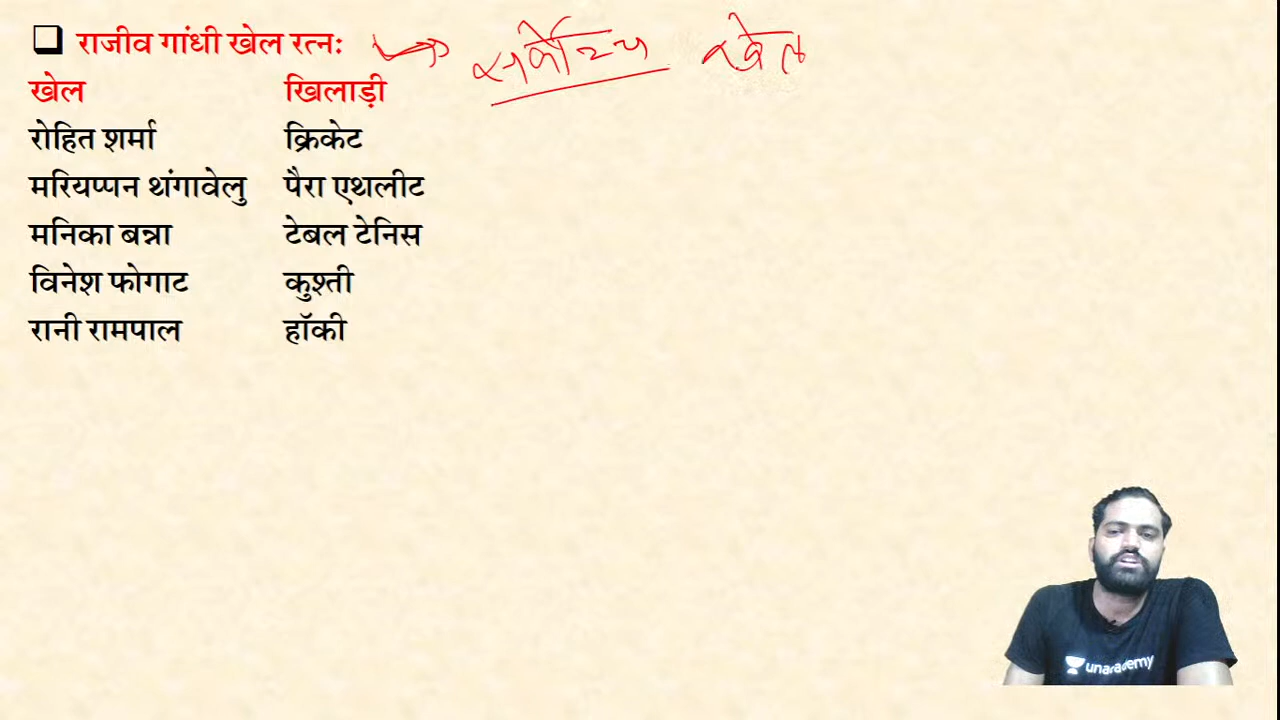 ❑ राजीव गांधी खेल रत्नः सर्वोच्च खेल
खेल खिलाड़ी
रोहित शर्मा क्रिकेट
मरियप्पन थंगावेलु पैरा एथलीट
मनिका बत्रा टेबल टेनिस
विनेश फोगाट कुश्ती
रानी रामपाल हॉकी
unacademy